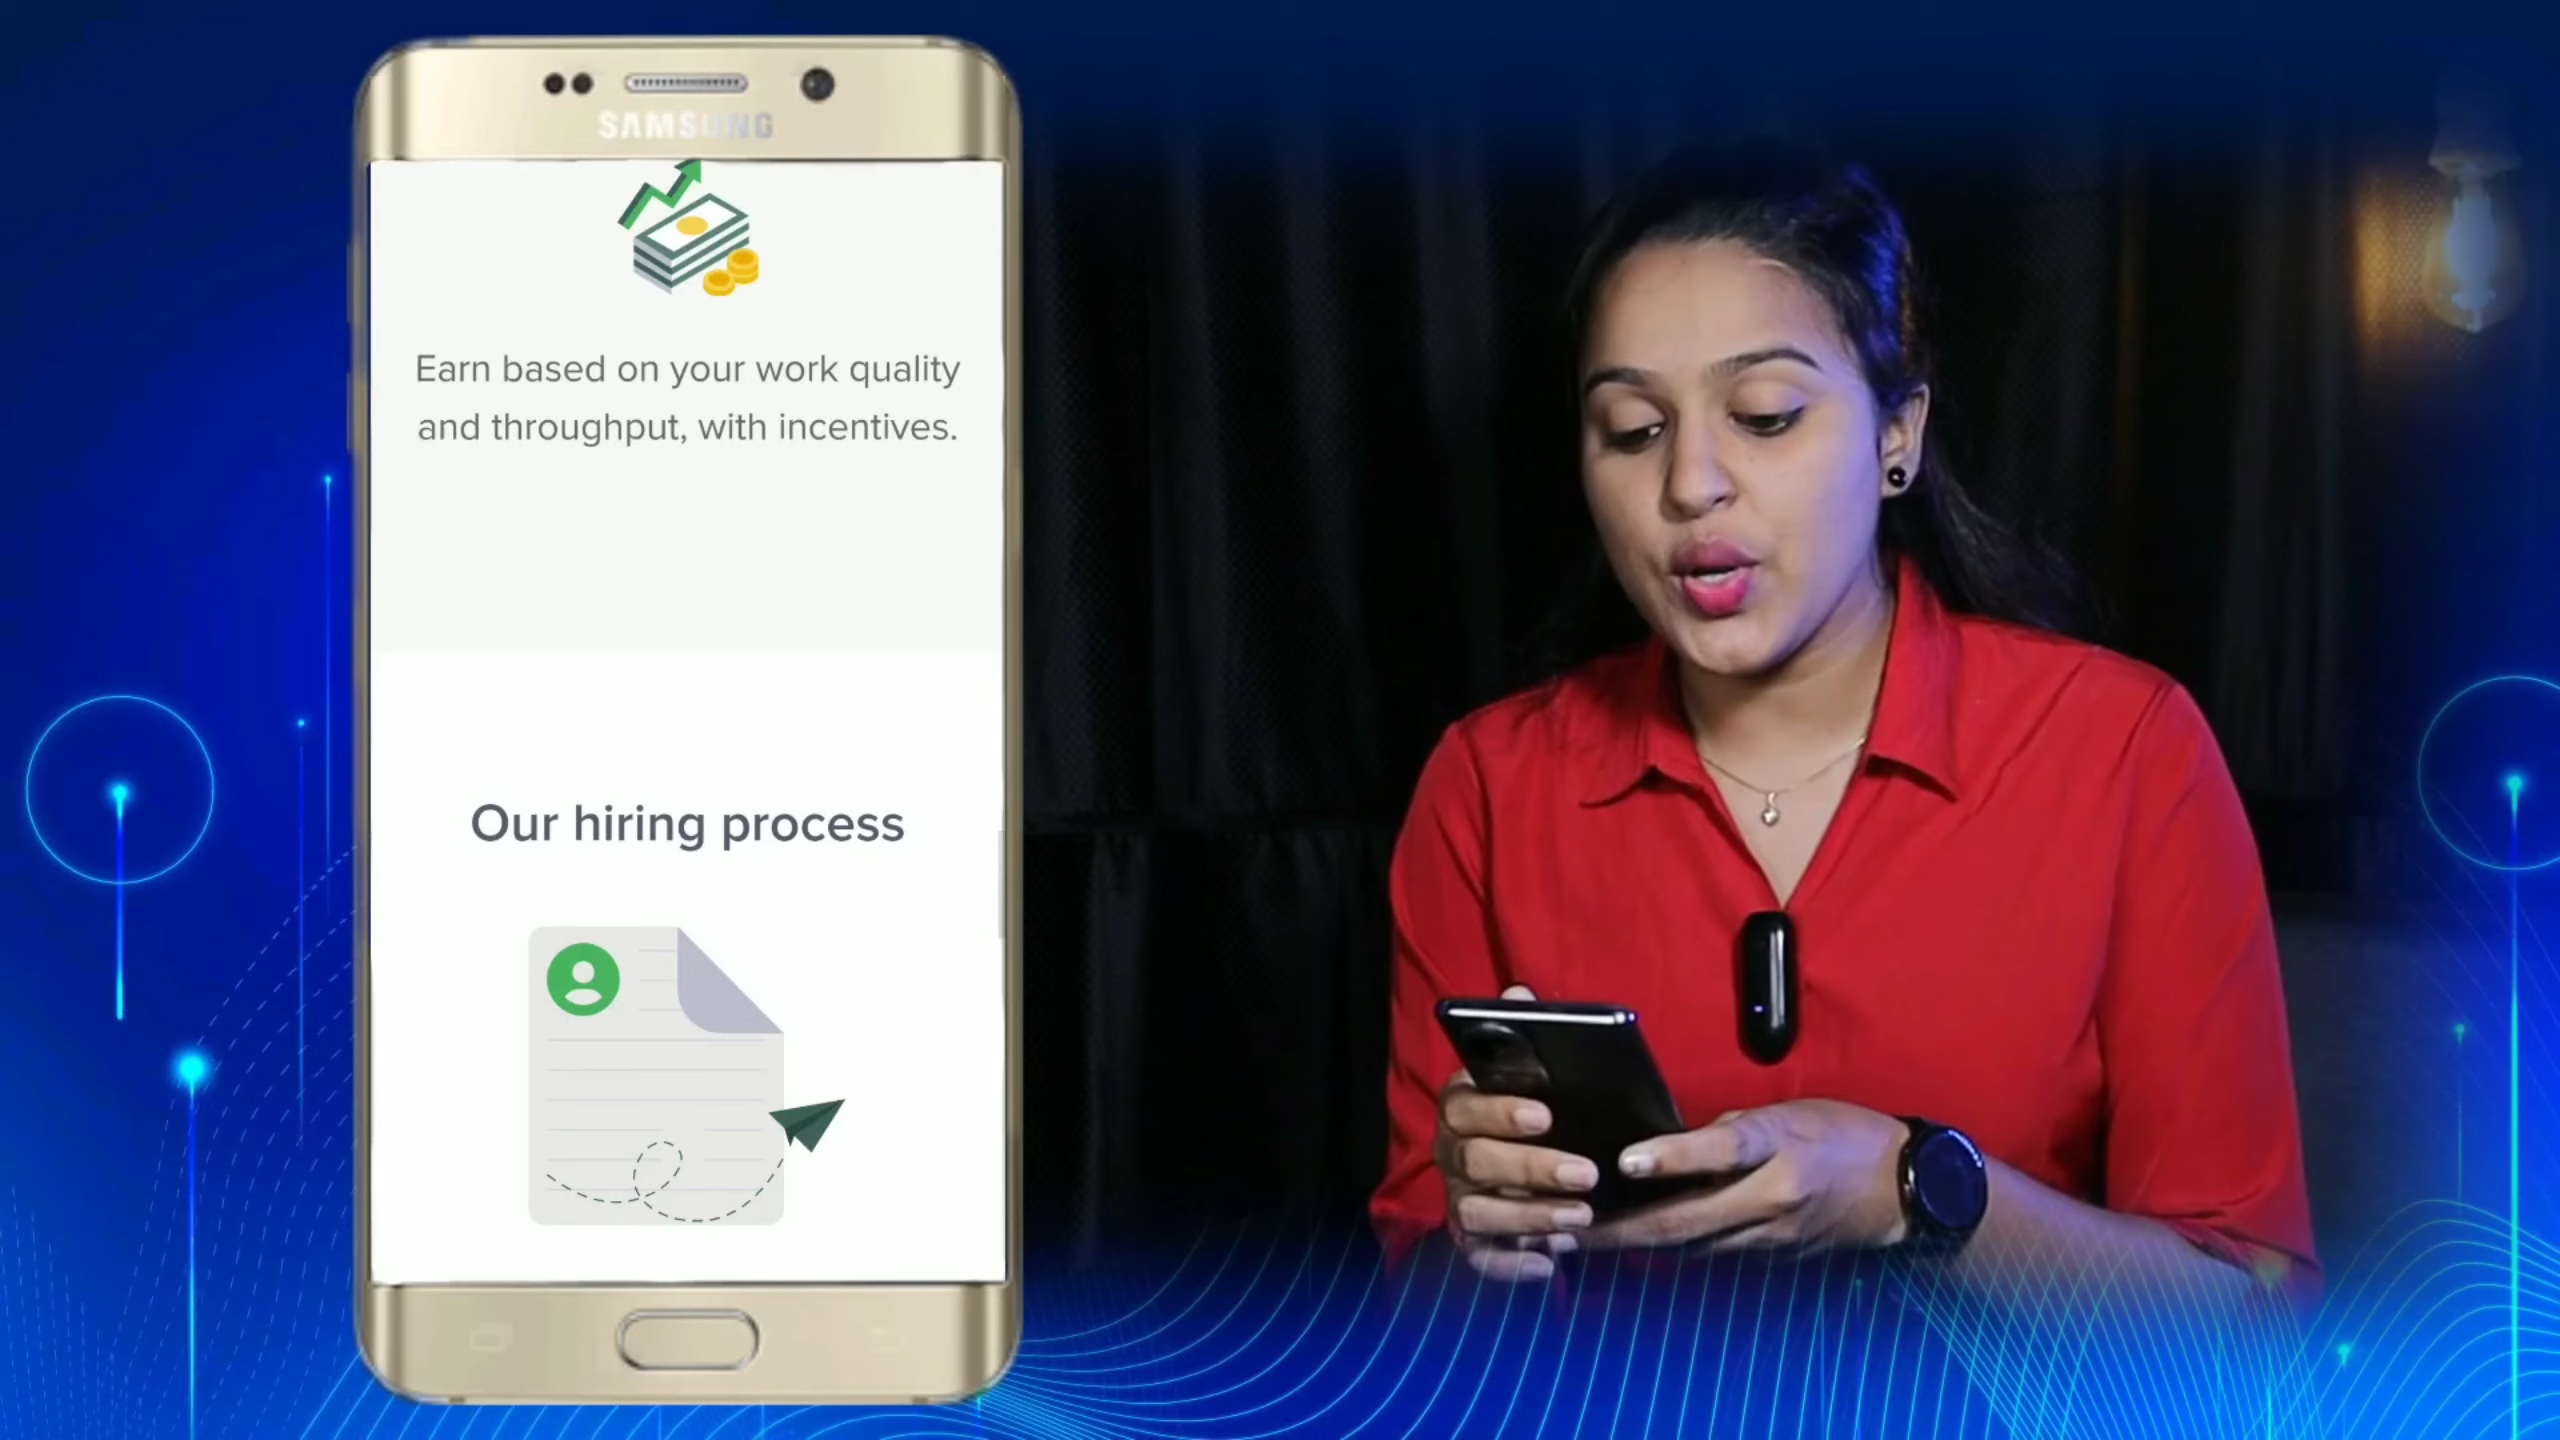 SAMSUNG
Earn based on your work quality
and throughput, with incentives.
Our hiring process